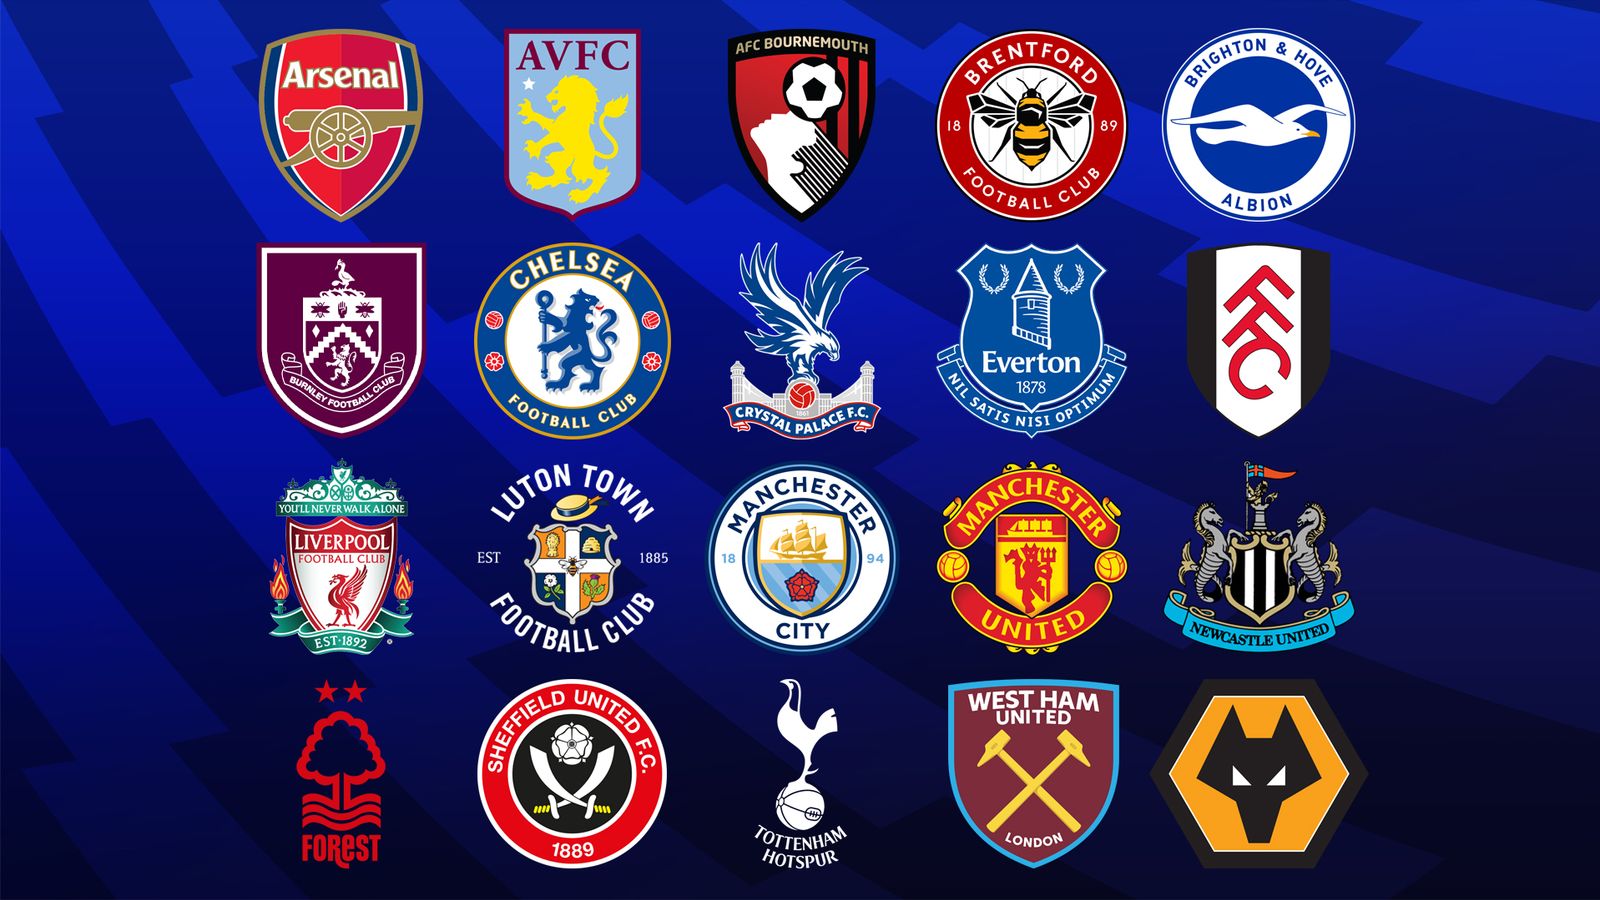 Arsenal
AVFC
AFC BOURNEMOUTH
BRENTFORD
18 89
FOOTBALL CLUB
BRIGHTON & HOVE
ALBION
BURNLEY FOOTBALL CLUB
CHELSEA
FOOTBALL CLUB
1861
CRYSTAL PALACE F.C.
Everton
1878
NIL SATIS NISI OPTIMUM
FFC
YOU'LL NEVER WALK ALONE
LIVERPOOL
FOOTBALL CLUB
EST·1892
LUTON TOWN
EST 1885
FOOTBALL CLUB
MANCHESTER
18 94
CITY
MANCHESTER
UNITED
NEWCASTLE UNITED
FOREST
SHEFFIELD UNITED F.C.
1889
TOTTENHAM
HOTSPUR
WEST HAM
UNITED
LONDON